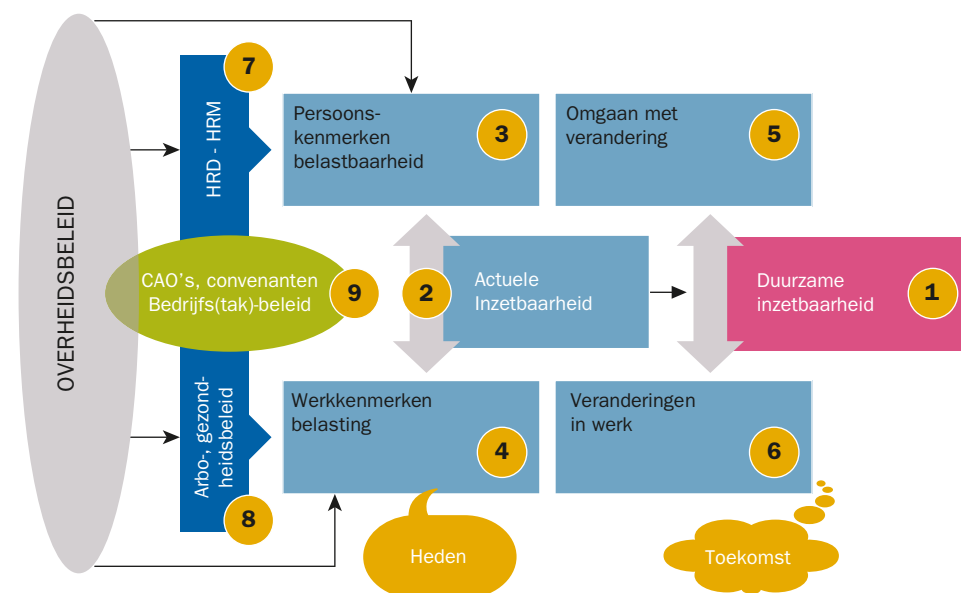 OVERHEIDSBELEID
HRD - HRM
7
Persoons-
kenmerken
belastbaarheid
3
Omgaan met
verandering
5
CAO's, convenanten
Bedrijfs(tak)-beleid
9
2
Actuele
Inzetbaarheid
Duurzame
inzetbaarheid
1
Arbo-, gezond-
heidsbeleid
8
Werkkenmerken
belasting
4
Veranderingen
in werk
6
Heden
Toekomst